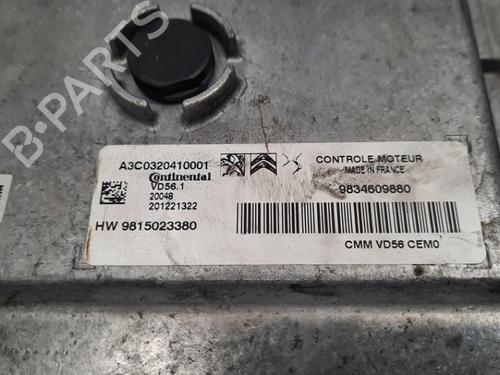 B-PARTS
A3C0320410001
Continental
VD56.1
20048
201221322
HW 9815023380
CONTROLE MOTEUR
MADE IN FRANCE
9834609880
CMM VD56 CEM0